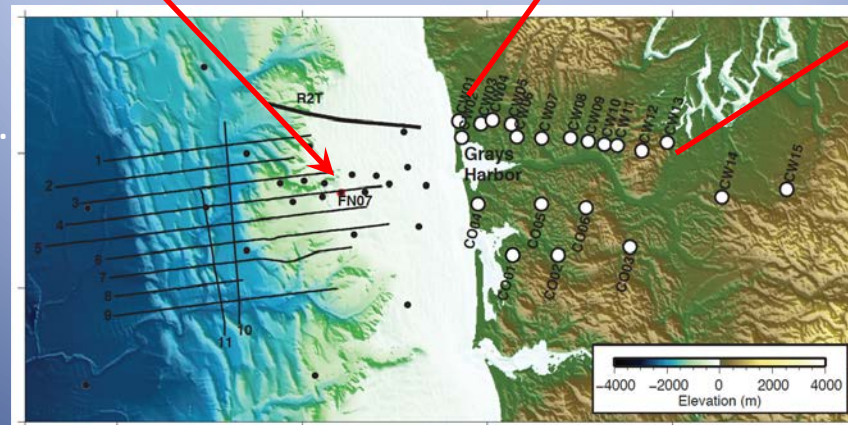 R2T
1
2
3
4
5
6
7
8
9
10
11
FN07
Grays
Harbor
CW01
CW03
CW04
CW05
CW07
CW08
CW09
CW10
CW11
CW12
CW13
CW14
CW15
CO04
CO05
CO06
CO01
CO02
CO03
−4000 −2000 0 2000 4000
Elevation (m)